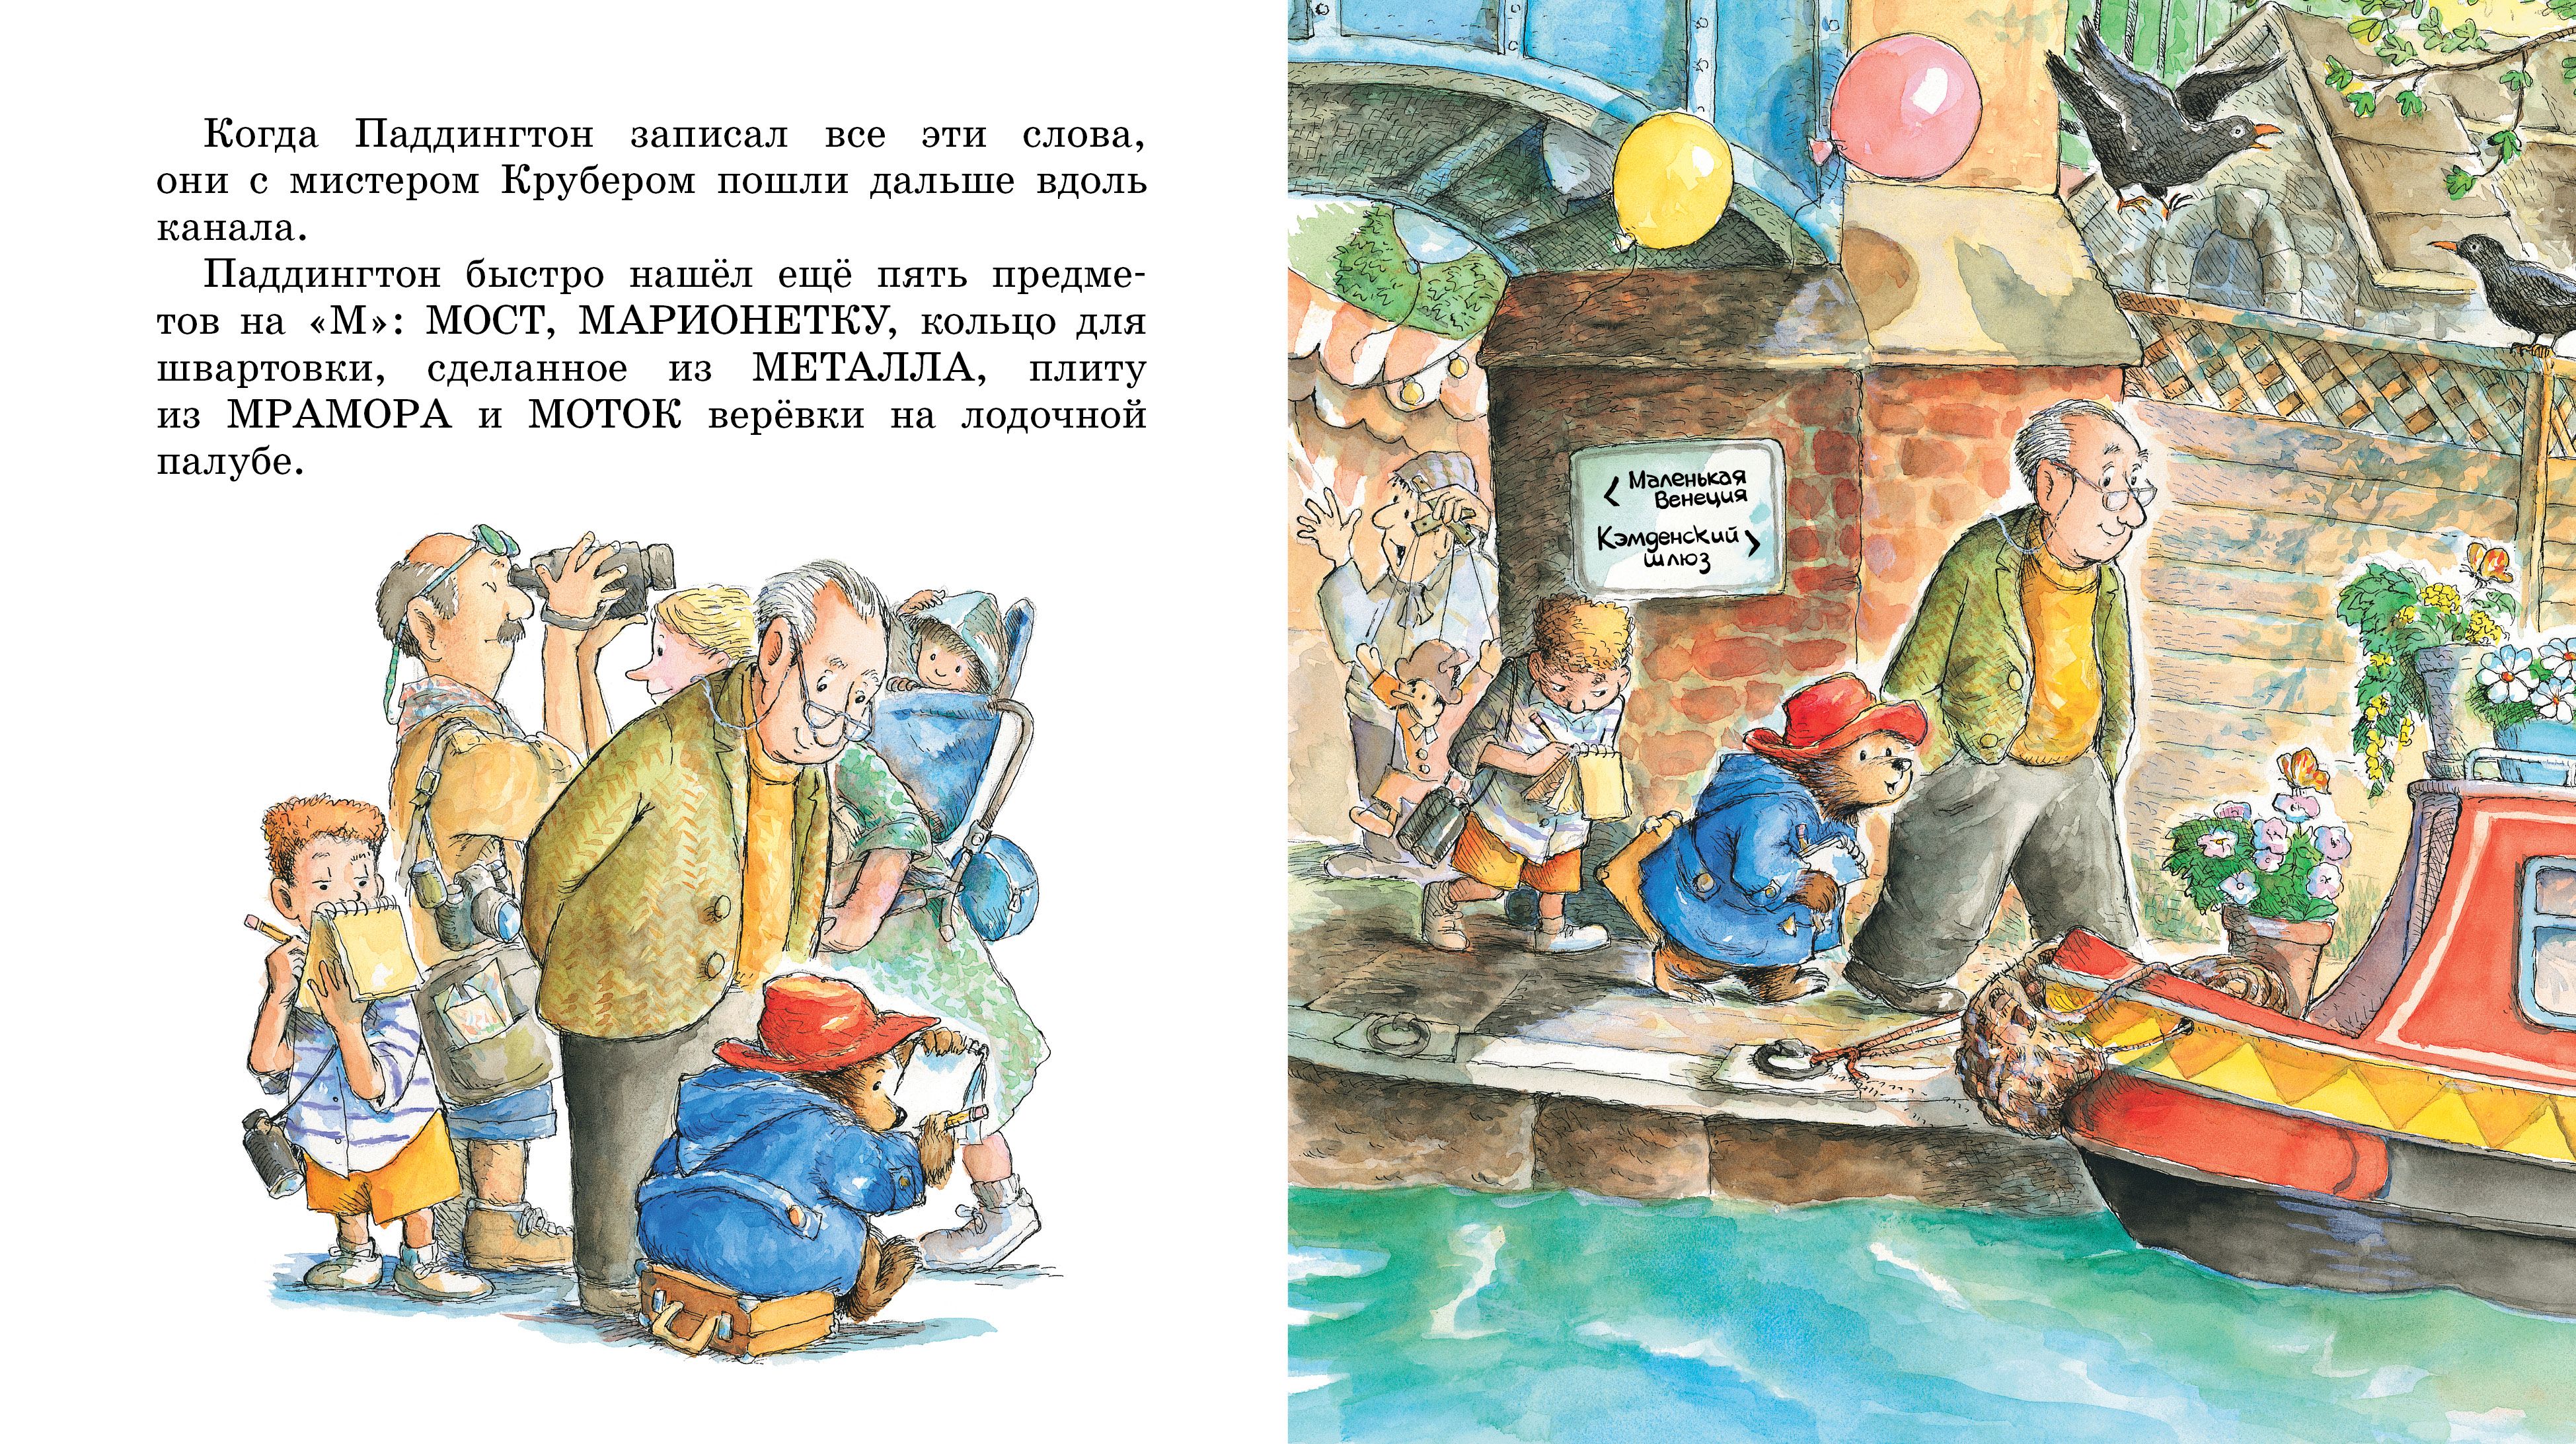 Когда Паддингтон записал все эти слова,
они с мистером Крубером пошли дальше вдоль
канала.
Паддингтон быстро нашёл ещё пять предме-
тов на «М»: МОСТ, МАРИОНЕТКУ, кольцо для
швартовки, сделанное из МЕТАЛЛА, плиту
из МРАМОРА и МОТОК верёвки на лодочной
палубе.
< Маленькая
Венеция
Кэмденский >
шлюз